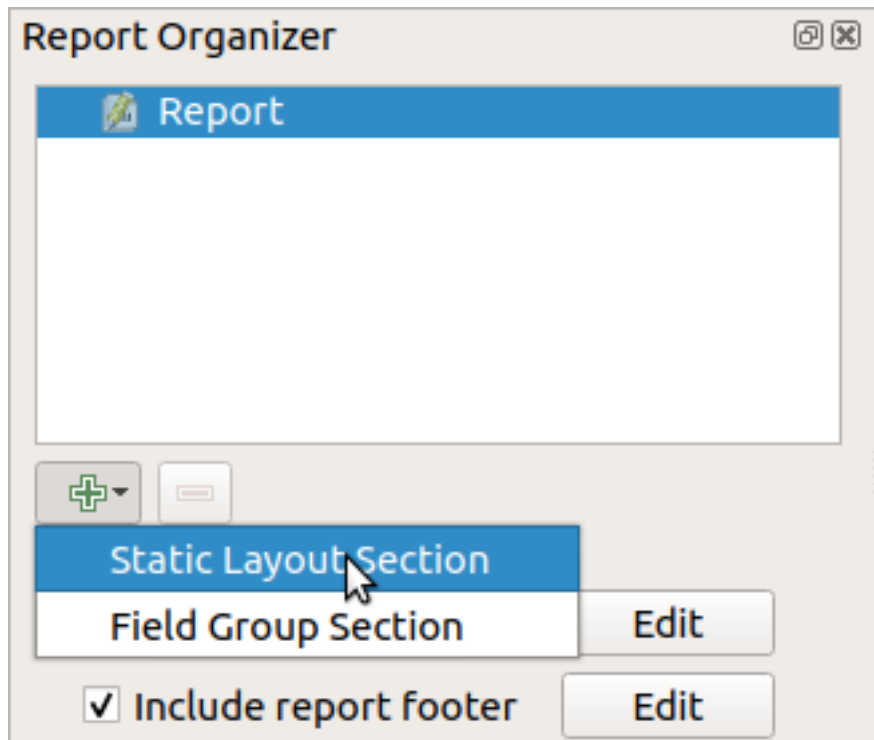 Report Organizer
Report
Static Layout Section
Field Group Section
Edit
Include report footer
Edit